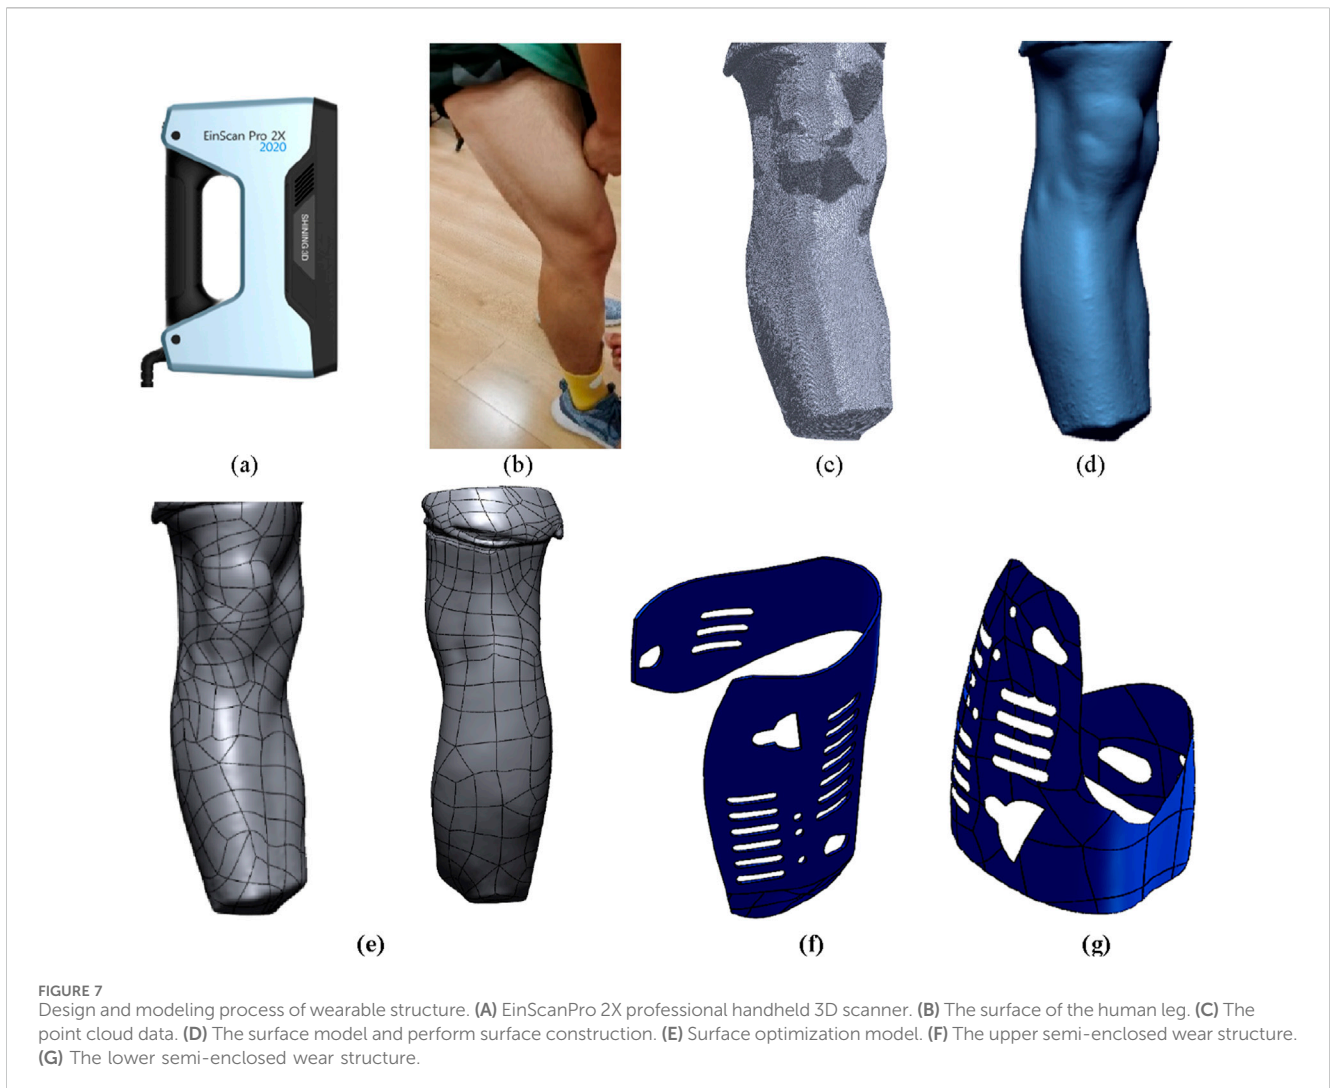 EinScan Pro 2X
2020
SHINING 3D
(a)
(b)
(c)
(d)
(e)
(f)
(g)
FIGURE 7
Design and modeling process of wearable structure. (A) EinScanPro 2X professional handheld 3D scanner. (B) The surface of the human leg. (C) The
point cloud data. (D) The surface model and perform surface construction. (E) Surface optimization model. (F) The upper semi-enclosed wear structure.
(G) The lower semi-enclosed wear structure.